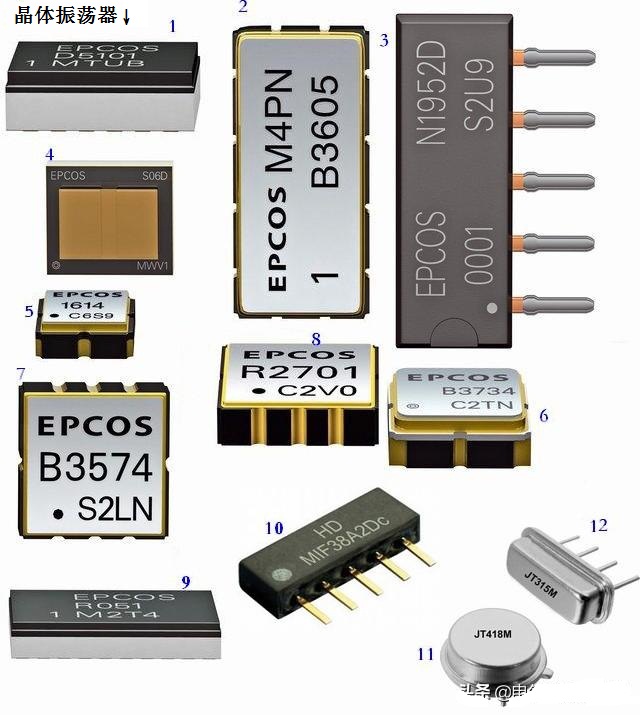 晶体振荡器↓
1
EPCOS
D5101
1 MTUB
2
EPCOS M4PN
1 B3605
3
EPCOS N1952D
0001 S2U9
4
EPCOS S06D
MWV1
5
EPCOS
1614
C6S9
8
EPCOS
R2701
C2V0
7
EPCOS
B3574
S2LN
6
EPCOS
B3734
C2TN
9
EPCOS
R051
1 M2T4
10
HD
MIF38A2Dc
12
JT315M
11
JT418M
头条 @电